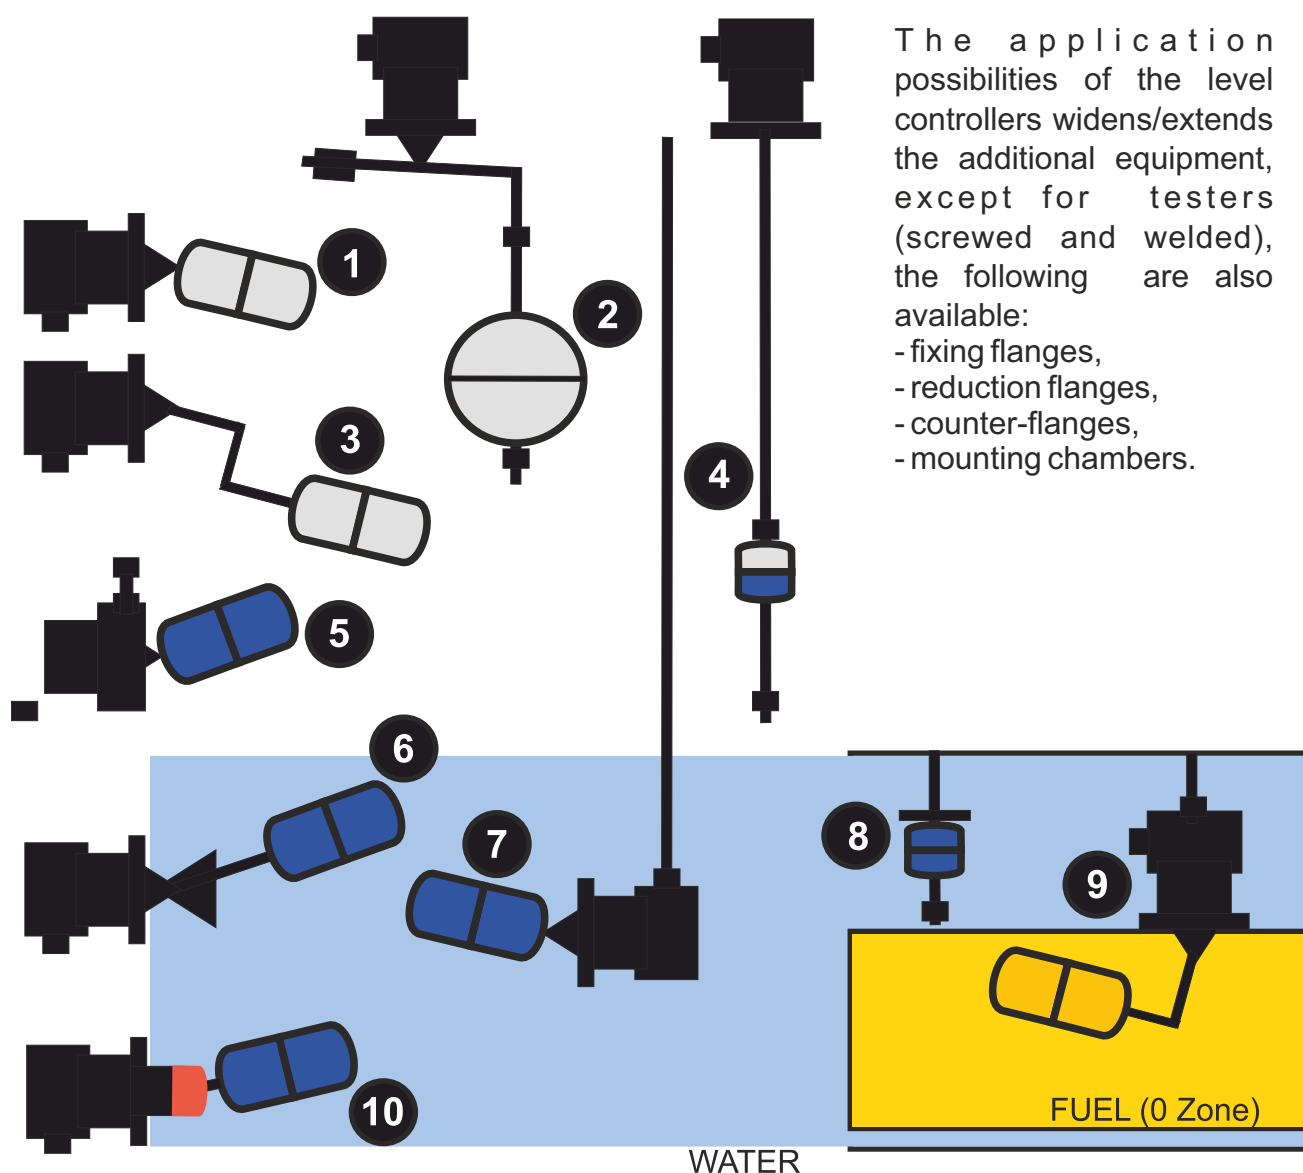 The application
possibilities of the level
controllers widens/extends
the additional equipment,
except for testers
(screwed and welded),
the following are also
available:
- fixing flanges,
- reduction flanges,
- counter-flanges,
- mounting chambers.
1
2
3
4
5
6
7
8
9
10
FUEL (0 Zone)
WATER